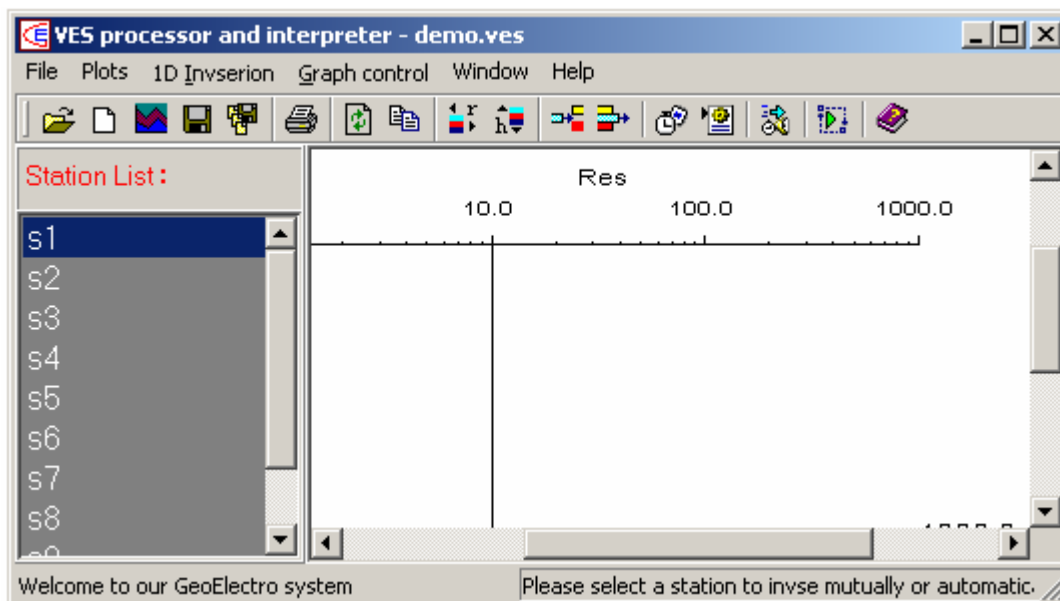 VES processor and interpreter - demo.ves
File Plots 1D Invserion Graph control Window Help
Station List:
Res
10.0 100.0 1000.0
s1
s2
s3
s4
s5
s6
s7
s8
Welcome to our GeoElectro system
Please select a station to invse mutually or automatic.